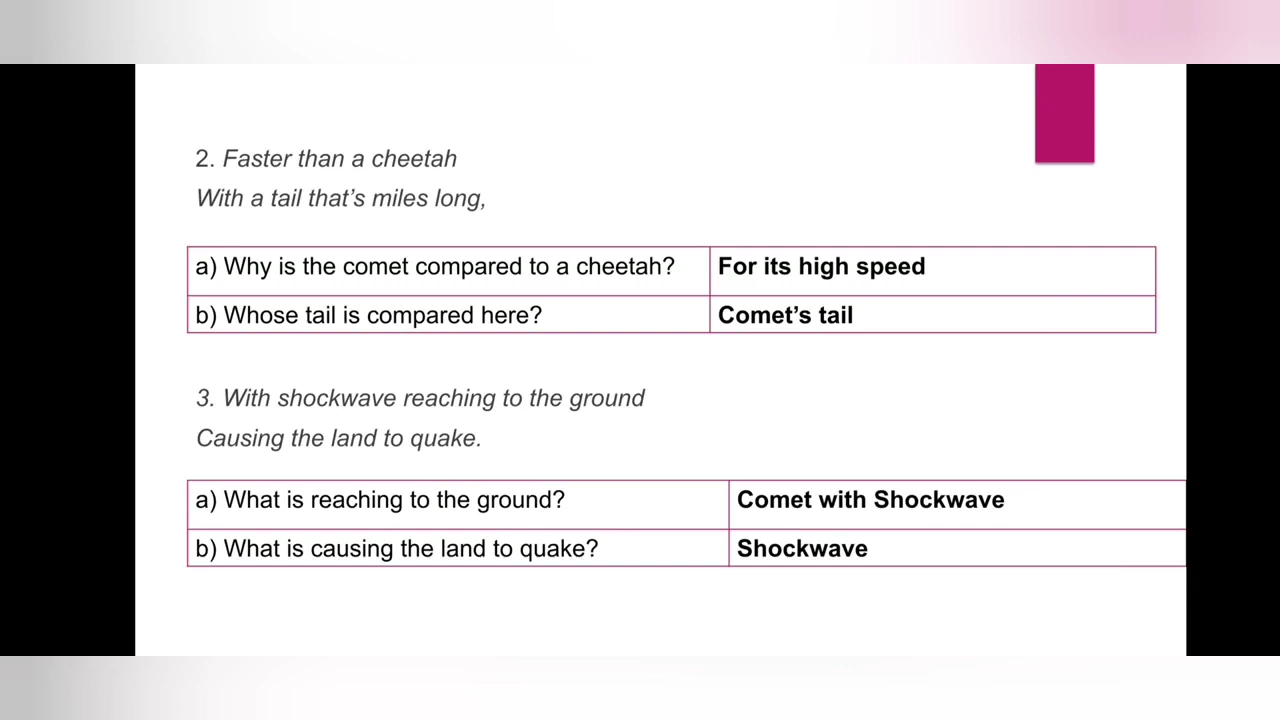 2. Faster than a cheetah
With a tail that's miles long,
a) Why is the comet compared to a cheetah? For its high speed
b) Whose tail is compared here? Comet's tail
3. With shockwave reaching to the ground
Causing the land to quake.
a) What is reaching to the ground? Comet with Shockwave
b) What is causing the land to quake? Shockwave